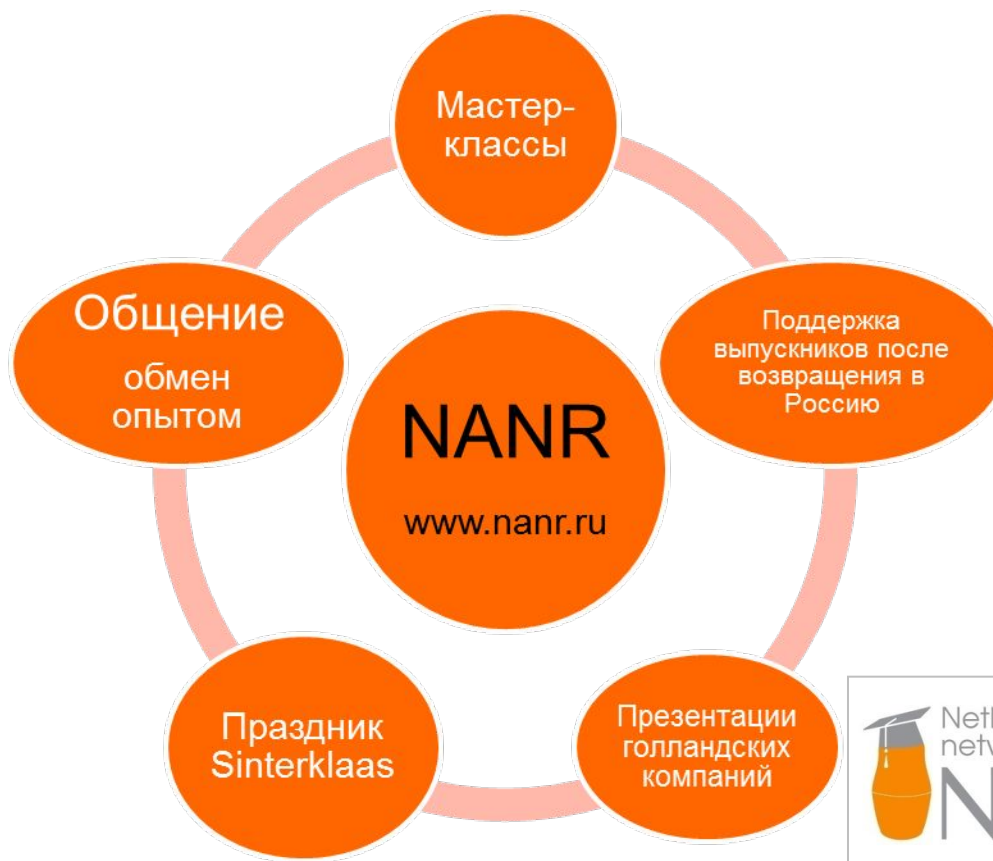 Мастер-
классы
Общение
обмен
опытом
Поддержка
выпускников после
возвращения в
Россию
NANR
www.nanr.ru
Праздник
Sinterklaas
Презентации
голландских
компаний